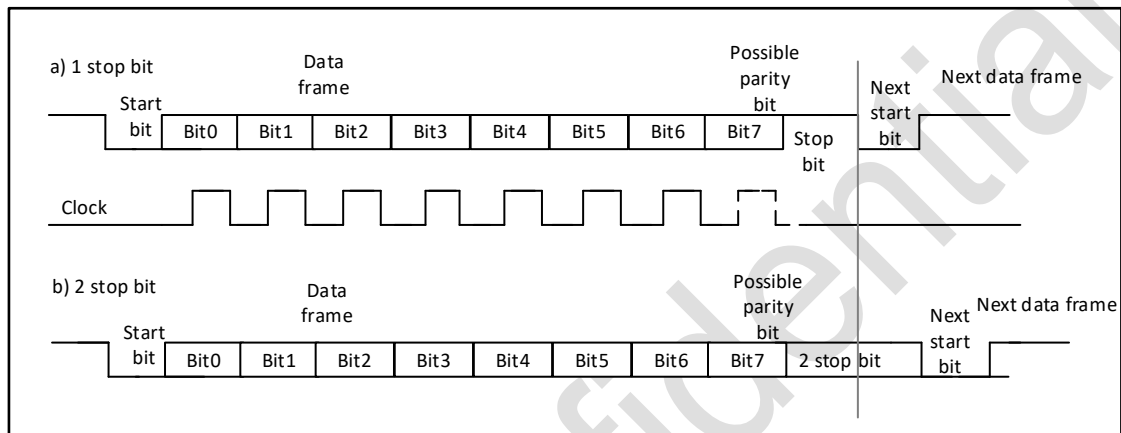 a) 1 stop bit
Data
frame
Possible
parity
bit
Next data frame
Start
bit
Next
start
bit
Bit0 Bit1 Bit2 Bit3 Bit4 Bit5 Bit6 Bit7
Stop
bit
Clock
b) 2 stop bit
Data
frame
Possible
parity
bit
Next data frame
Start
bit
Next
start
bit
Bit0 Bit1 Bit2 Bit3 Bit4 Bit5 Bit6 Bit7 2 stop bit
fidential